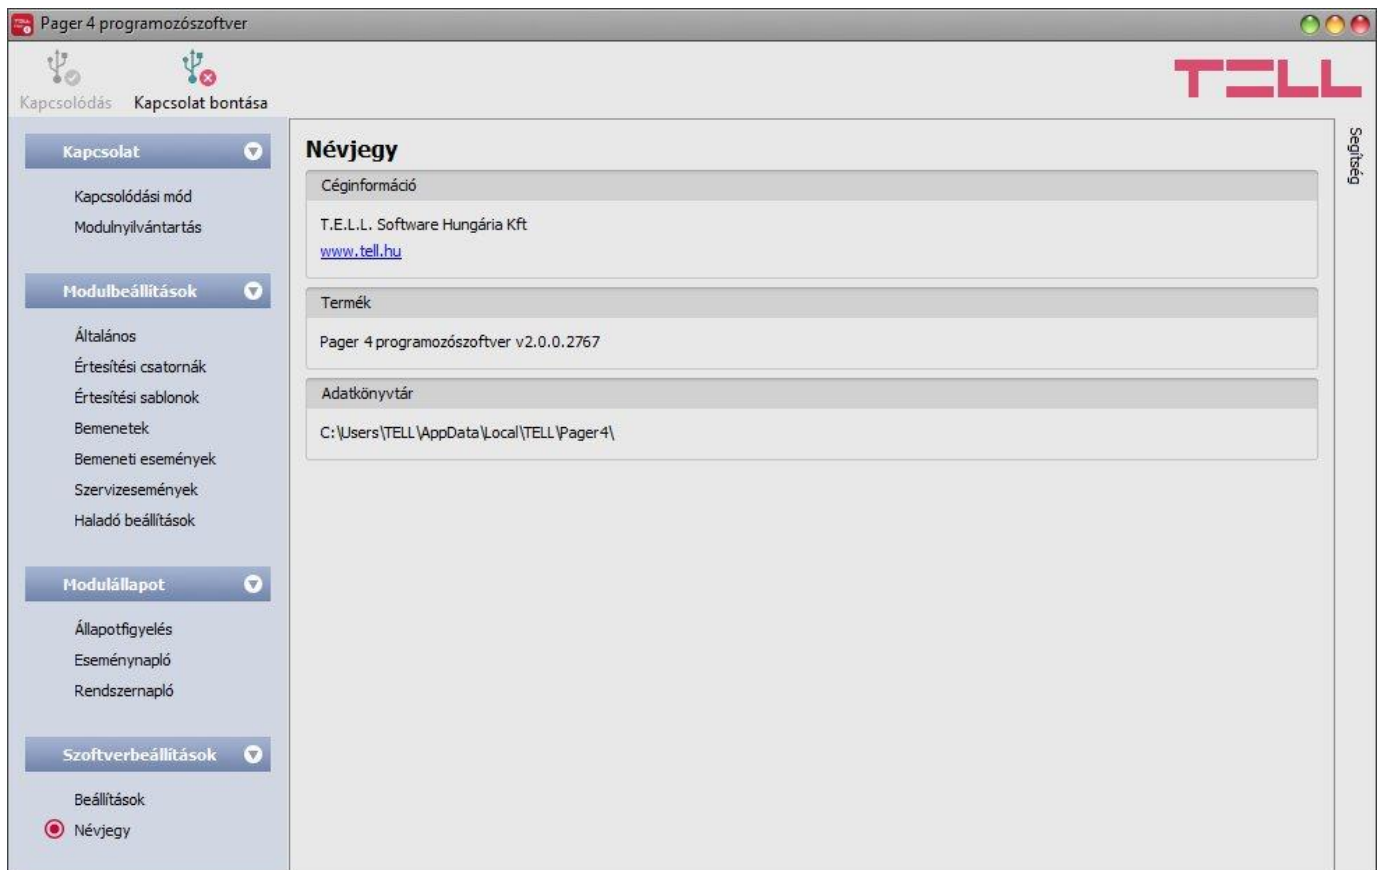 Pager 4 programozószoftver
Kapcsolódás
Kapcsolat bontása
TELL
Kapcsolat
Kapcsolódási mód
Modulnyilvántartás
Modulbeállítások
Általános
Értesítési csatornák
Értesítési sablonok
Bemenetek
Bemeneti események
Szervizesemények
Haladó beállítások
Modulállapot
Állapotfigyelés
Eseménynapló
Rendszernapló
Szoftverbeállítások
Beállítások
Névjegy
Névjegy
Céginformáció
T.E.L.L. Software Hungária Kft
www.tell.hu
Termék
Pager 4 programozószoftver v2.0.0.2767
Adatkönyvtár
C:\Users\TELL\AppData\Local\TELL\Pager4\
Segítség